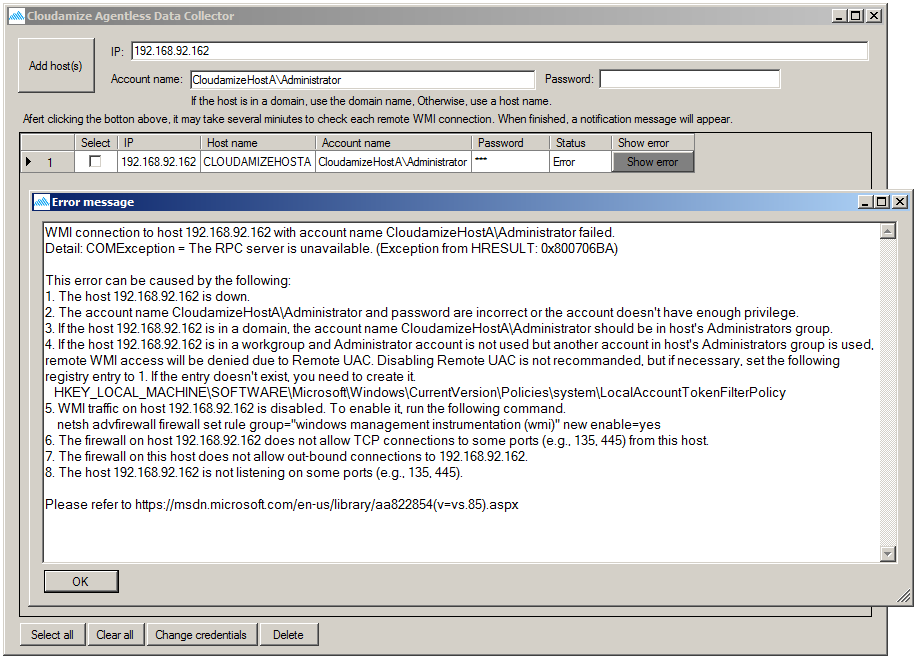 Cloudamize Agentless Data Collector
Add host(s)
IP: 192.168.92.162
Account name: CloudamizeHostA\Administrator Password:
If the host is in a domain, use the domain name, Otherwise, use a host name.
Afert clicking the botton above, it may take several miniutes to check each remote WMI connection. When finished, a notification message will appear.
Select IP Host name Account name Password Status Show error
1 192.168.92.162 CLOUDAMIZEHOSTA CloudamizeHostA\Administrator *** Error Show error
Error message
WMI connection to host 192.168.92.162 with account name CloudamizeHostA\Administrator failed.
Detail: COMException = The RPC server is unavailable. (Exception from HRESULT: 0x800706BA)
This error can be caused by the following:
1. The host 192.168.92.162 is down.
2. The account name CloudamizeHostA\Administrator and password are incorrect or the account doesn't have enough privilege.
3. If the host 192.168.92.162 is in a domain, the account name CloudamizeHostA\Administrator should be in host's Administrators group.
4. If the host 192.168.92.162 is in a workgroup and Administrator account is not used but another account in host's Administrators group is used,
remote WMI access will be denied due to Remote UAC. Disabling Remote UAC is not recommanded, but if necessary, set the following
registry entry to 1. If the entry doesn't exist, you need to create it.
HKEY_LOCAL_MACHINE\SOFTWARE\Microsoft\Windows\CurrentVersion\Policies\system\LocalAccountTokenFilterPolicy
5. WMI traffic on host 192.168.92.162 is disabled. To enable it, run the following command.
netsh advfirewall firewall set rule group="windows management instrumentation (wmi)" new enable=yes
6. The firewall on host 192.168.92.162 does not allow TCP connections to some ports (e.g., 135, 445) from this host.
7. The firewall on this host does not allow out-bound connections to 192.168.92.162.
8. The host 192.168.92.162 is not listening on some ports (e.g., 135, 445).
Please refer to https://msdn.microsoft.com/en-us/library/aa822854(v=vs.85).aspx
OK
Select all Clear all Change credentials Delete